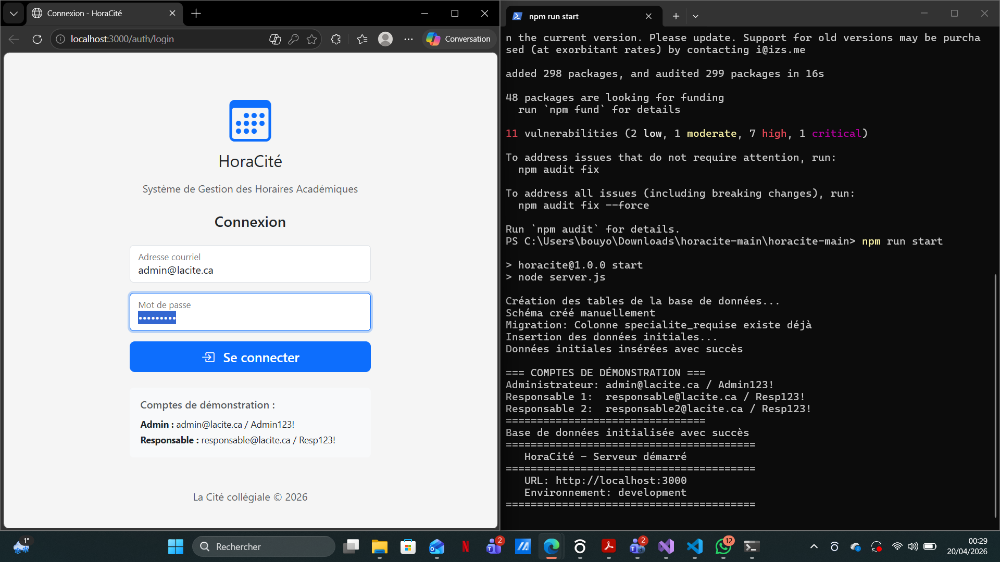 Connexion - HoraCité
localhost:3000/auth/login
Conversation
HoraCité
Système de Gestion des Horaires Académiques
Connexion
Adresse courriel
admin@lacite.ca
Mot de passe
•••••••••
Se connecter
Comptes de démonstration :
Admin : admin@lacite.ca / Admin123!
Responsable : responsable@lacite.ca / Resp123!
La Cité collégiale © 2026
npm run start
n the current version. Please update. Support for old versions may be purcha
sed (at exorbitant rates) by contacting i@izs.me
added 298 packages, and audited 299 packages in 16s
48 packages are looking for funding
run `npm fund` for details
11 vulnerabilities (2 low, 1 moderate, 7 high, 1 critical)
To address issues that do not require attention, run:
npm audit fix
To address all issues (including breaking changes), run:
npm audit fix --force
Run `npm audit` for details.
PS C:\Users\bouyo\Downloads\horacite-main\horacite-main> npm run start
> horacite@1.0.0 start
> node server.js
Création des tables de la base de données...
Schéma créé manuellement
Migration: Colonne specialite_requise existe déjà
Insertion des données initiales...
Données initiales insérées avec succès
=== COMPTES DE DÉMONSTRATION ===
Administrateur: admin@lacite.ca / Admin123!
Responsable 1: responsable@lacite.ca / Resp123!
Responsable 2: responsable2@lacite.ca / Resp123!
================================
Base de données initialisée avec succès
========================================
HoraCité - Serveur démarré
========================================
URL: http://localhost:3000
Environnement: development
========================================
1°
Rechercher
2
2
12
00:29
20/04/2026